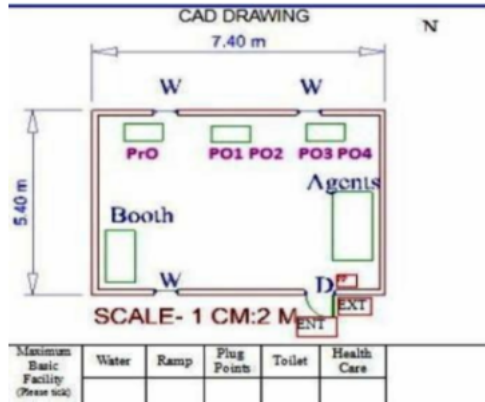 CAD DRAWING
N
7.40 m
W W
PrO PO1 PO2 PO3 PO4
Agents
5.40 m
Booth
W D
SCALE- 1 CM:2 M
ENT EXT
Maximum Basic Facility (Please tick)
Water
Ramp
Plug Points
Toilet
Health Care